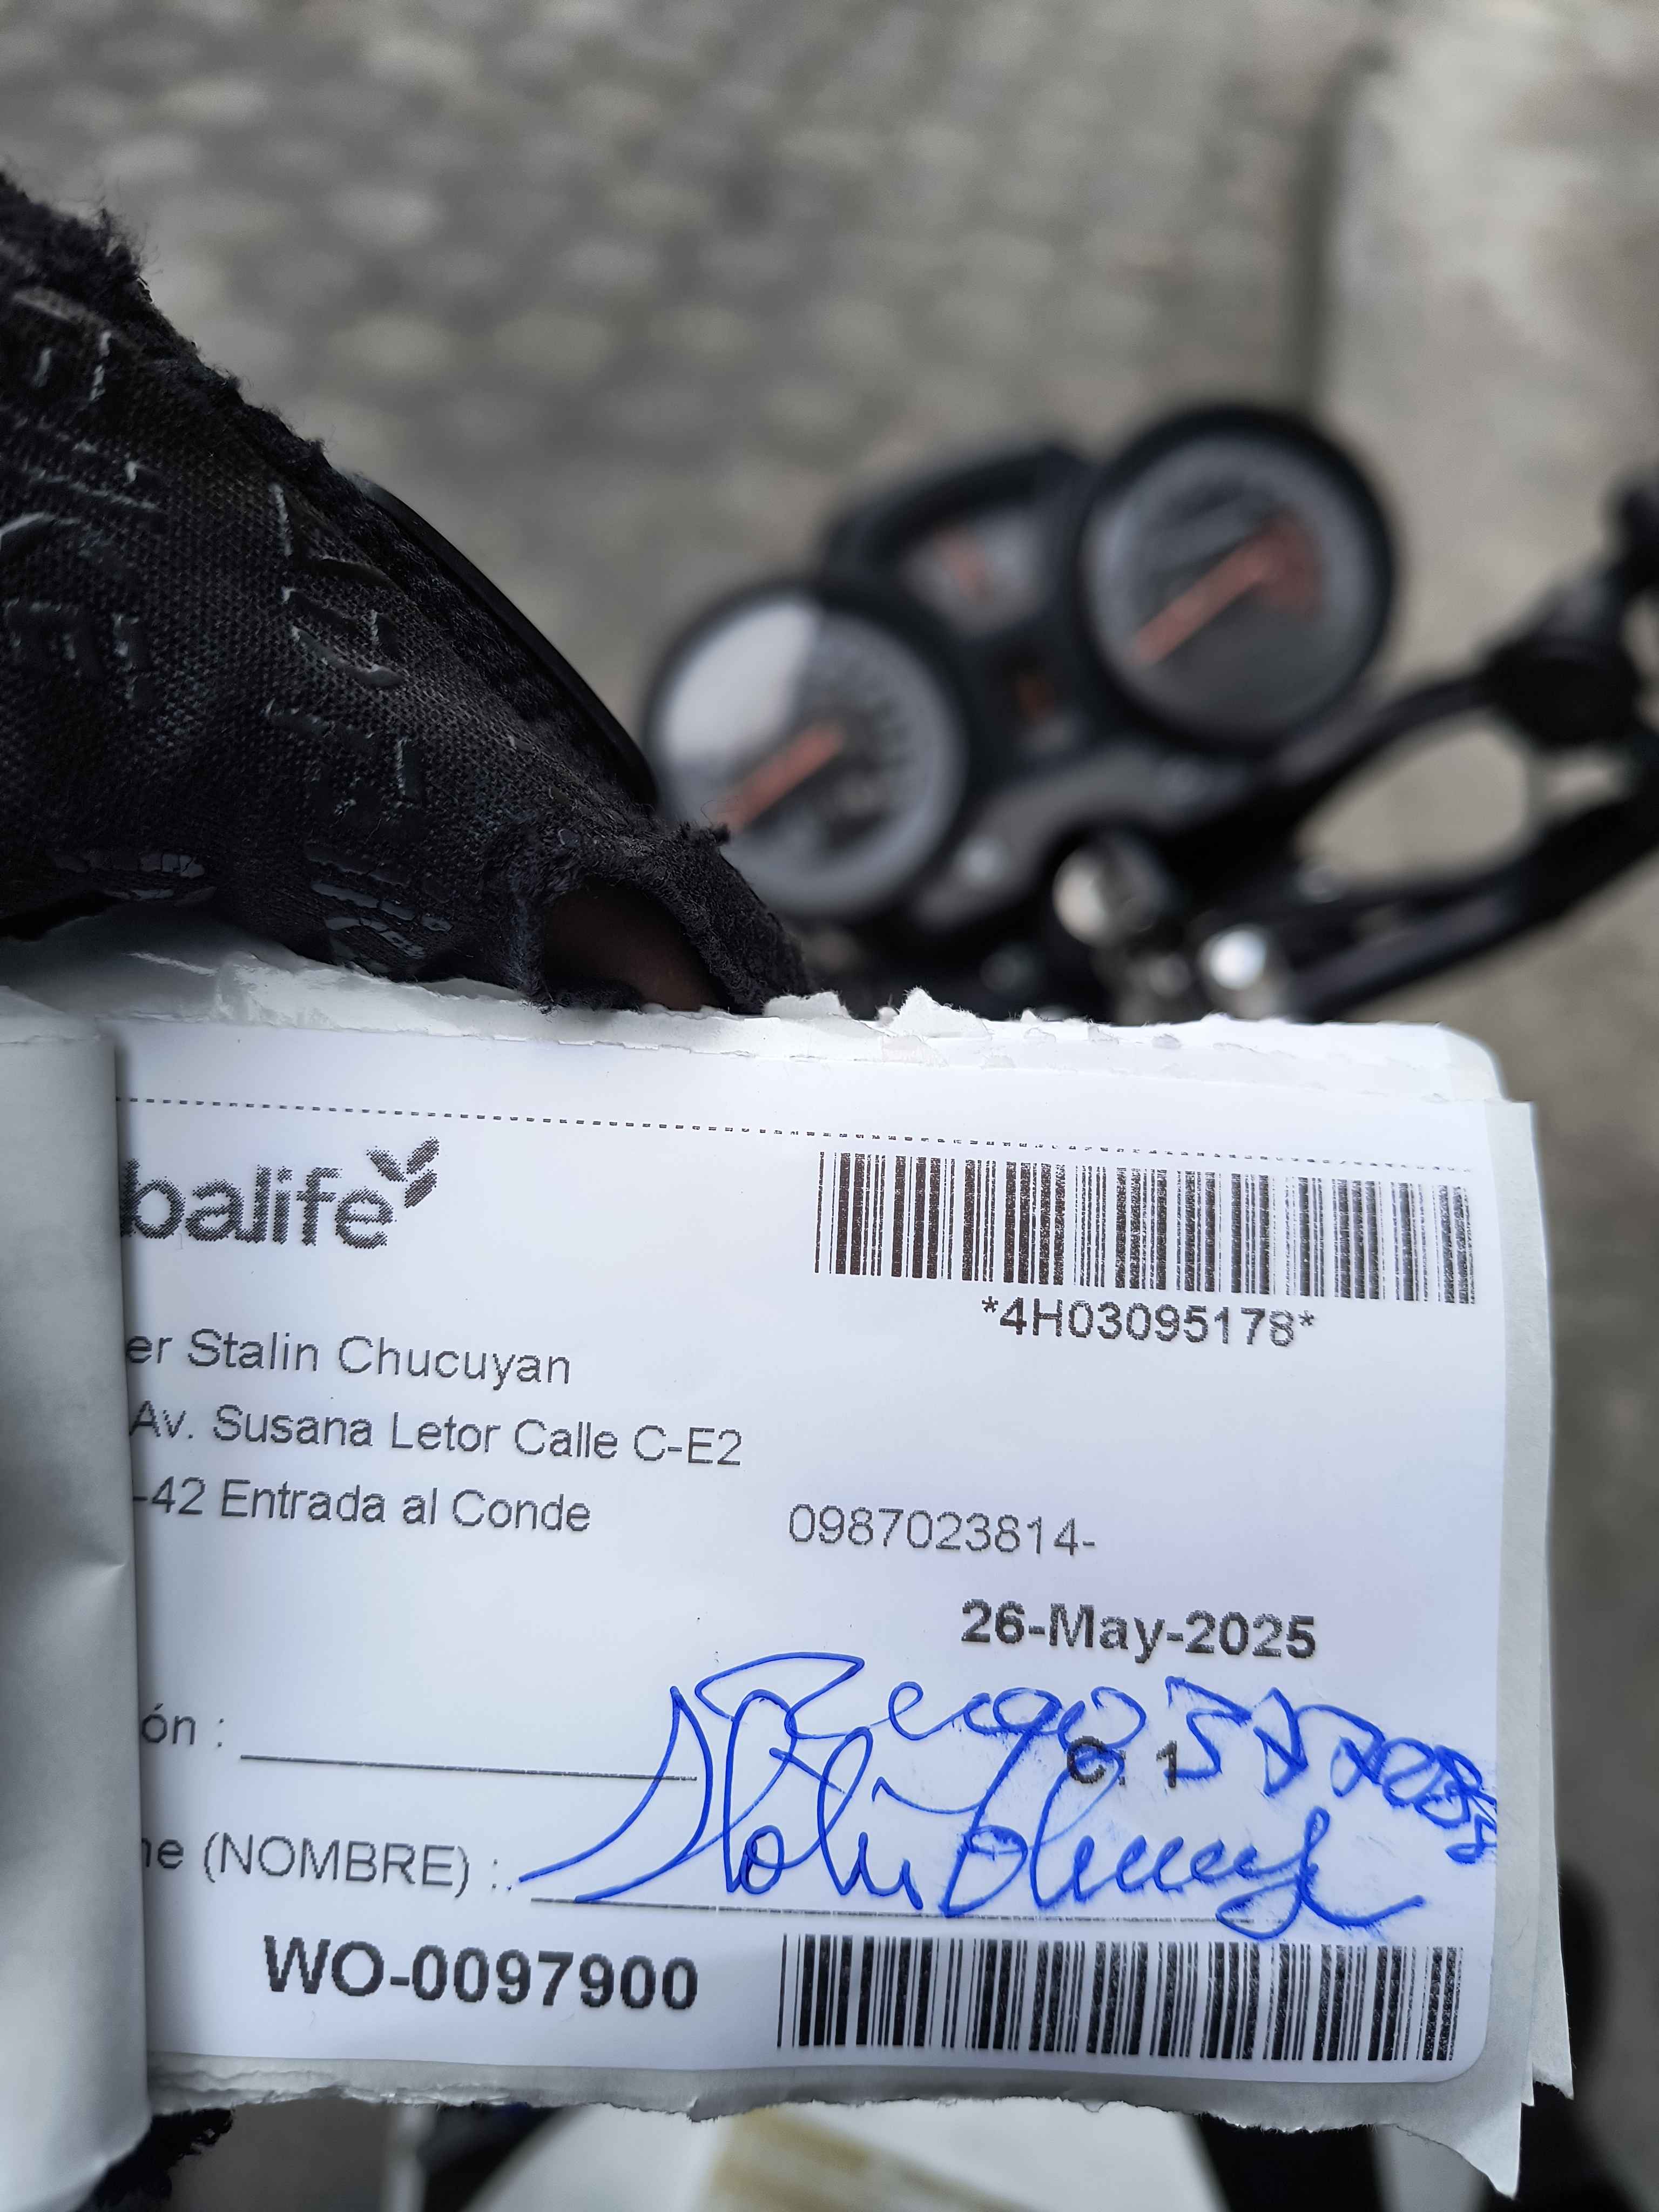 balife
*4H03095178*
er Stalin Chucuyan
Av. Susana Letor Calle C-E2
-42 Entrada al Conde
0987023814-
26-May-2025
ón :
C: 1
ne (NOMBRE) :
WO-0097900